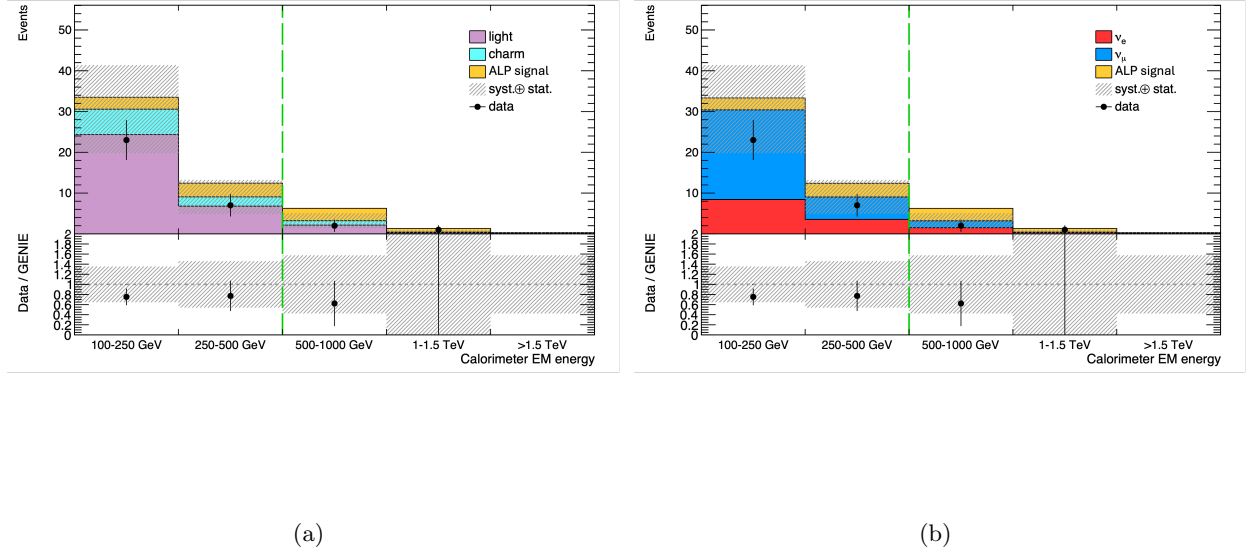 Events
50
40
30
20
10
light
charm
ALP signal
syst.⊕ stat.
data
Data / GENIE
2
1.8
1.6
1.4
1.2
1
0.8
0.6
0.4
0.2
0
100-250 GeV 250-500 GeV 500-1000 GeV 1-1.5 TeV >1.5 TeV
Calorimeter EM energy
(a)
Events
50
40
30
20
10
νe
νμ
ALP signal
syst.⊕ stat.
data
Data / GENIE
2
1.8
1.6
1.4
1.2
1
0.8
0.6
0.4
0.2
0
100-250 GeV 250-500 GeV 500-1000 GeV 1-1.5 TeV >1.5 TeV
Calorimeter EM energy
(b)